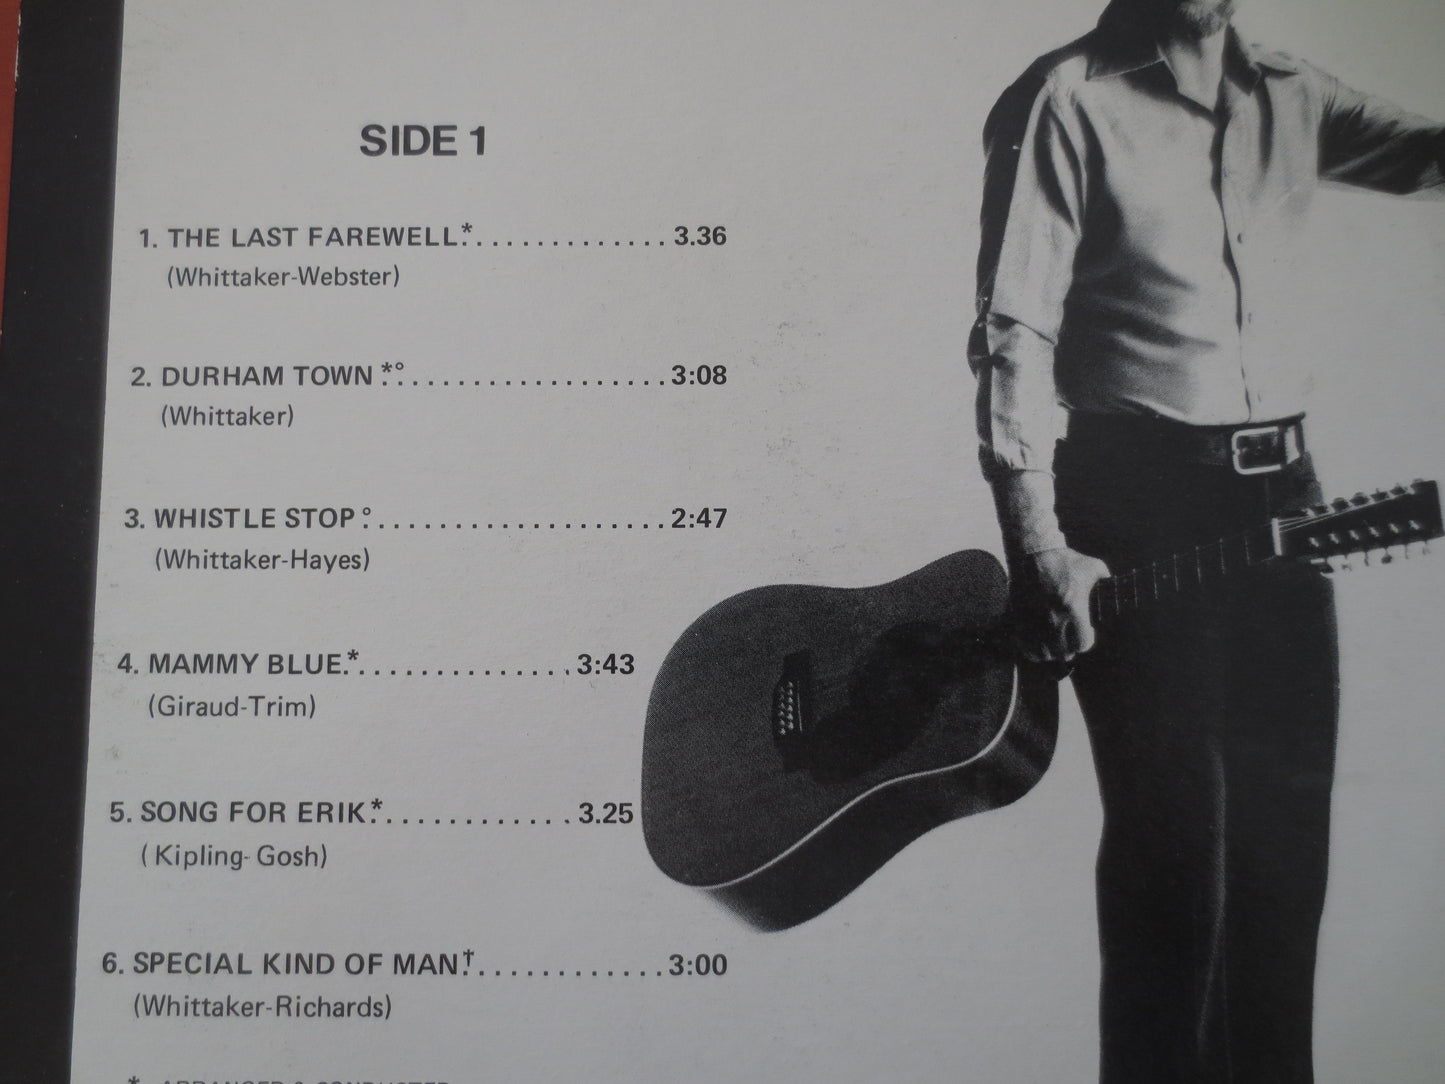 SIDE 1
1. THE LAST FAREWELL*.............3.36
(Whittaker-Webster)
2. DURHAM TOWN *°..................3:08
(Whittaker)
3. WHISTLE STOP °...................2:47
(Whittaker-Hayes)
4. MAMMY BLUE*..............3:43
(Giraud-Trim)
5. SONG FOR ERIK*.............3.25
( Kipling- Gosh)
6. SPECIAL KIND OF MAN†.............3:00
(Whittaker-Richards)
* ARRANGED & CONDUCTED